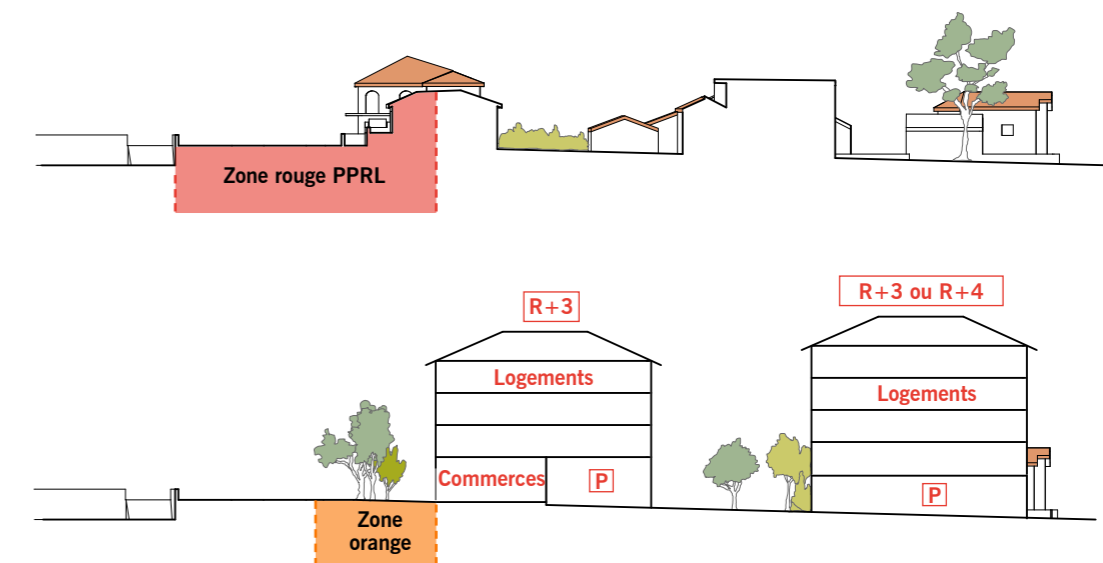 Zone rouge PPRL
R+3
R+3 ou R+4
Logements
Logements
Commerces
P
P
Zone
orange